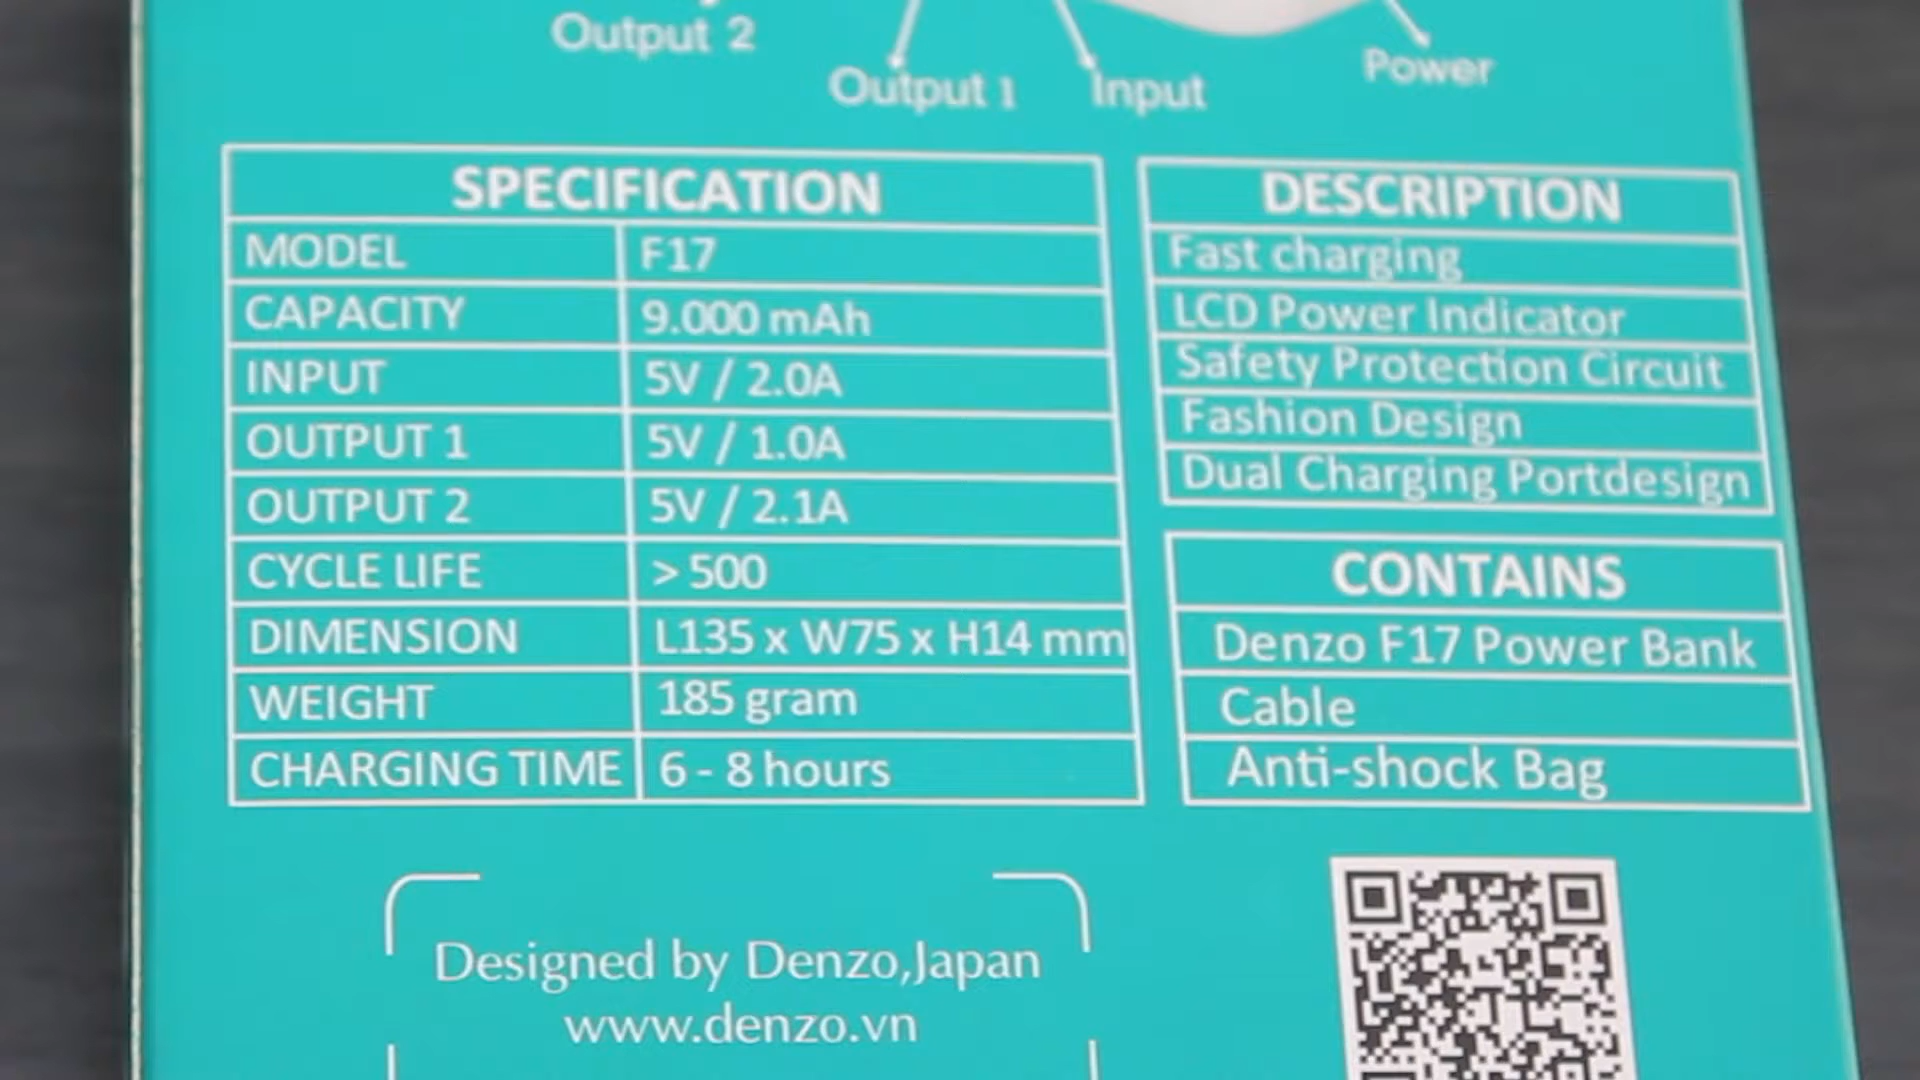 Output 2
Output 1
Input
Power
SPECIFICATION
MODEL F17
CAPACITY 9.000 mAh
INPUT 5V / 2.0A
OUTPUT 1 5V / 1.0A
OUTPUT 2 5V / 2.1A
CYCLE LIFE > 500
DIMENSION L135 x W75 x H14 mm
WEIGHT 185 gram
CHARGING TIME 6 - 8 hours
DESCRIPTION
Fast charging
LCD Power Indicator
Safety Protection Circuit
Fashion Design
Dual Charging Portdesign
CONTAINS
Denzo F17 Power Bank
Cable
Anti-shock Bag
Designed by Denzo,Japan
www.denzo.vn